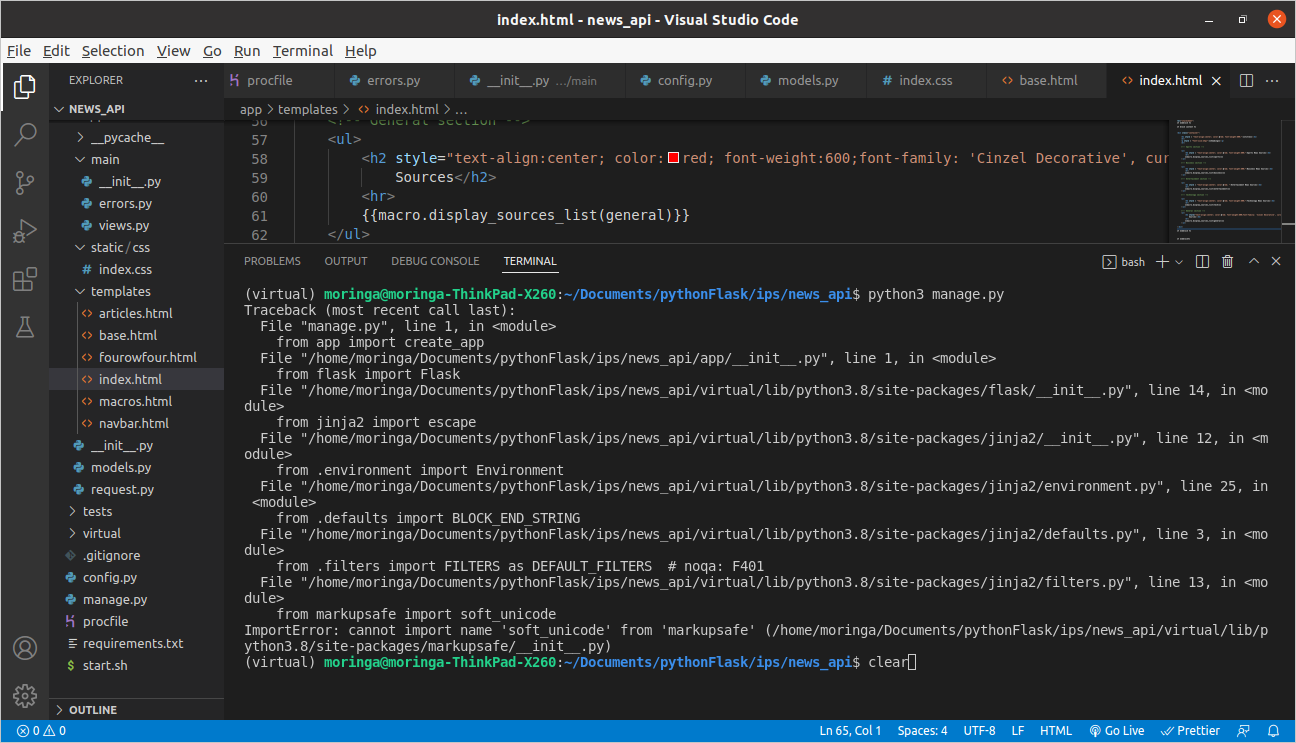 index.html - news_api - Visual Studio Code
File Edit Selection View Go Run Terminal Help
EXPLORER
NEWS_API
__pycache__
main
__init__.py
errors.py
views.py
static / css
index.css
templates
articles.html
base.html
fourowfour.html
index.html
macros.html
navbar.html
__init__.py
models.py
request.py
tests
virtual
.gitignore
config.py
manage.py
procfile
requirements.txt
start.sh
OUTLINE
procfile errors.py __init__.py .../main config.py models.py index.css base.html index.html
app > templates > index.html > ...
56 <!-- General section -->
57 <ul>
58 <h2 style="text-align:center; color:red; font-weight:600;font-family: 'Cinzel Decorative', cur
59 Sources</h2>
60 <hr>
61 {{macro.display_sources_list(general)}}
62 </ul>
PROBLEMS OUTPUT DEBUG CONSOLE TERMINAL bash
(virtual) moringa@moringa-ThinkPad-X260:~/Documents/pythonFlask/ips/news_api$ python3 manage.py
Traceback (most recent call last):
File "manage.py", line 1, in <module>
from app import create_app
File "/home/moringa/Documents/pythonFlask/ips/news_api/app/__init__.py", line 1, in <module>
from flask import Flask
File "/home/moringa/Documents/pythonFlask/ips/news_api/virtual/lib/python3.8/site-packages/flask/__init__.py", line 14, in <mo
dule>
from jinja2 import escape
File "/home/moringa/Documents/pythonFlask/ips/news_api/virtual/lib/python3.8/site-packages/jinja2/__init__.py", line 12, in <m
odule>
from .environment import Environment
File "/home/moringa/Documents/pythonFlask/ips/news_api/virtual/lib/python3.8/site-packages/jinja2/environment.py", line 25, in
<module>
from .defaults import BLOCK_END_STRING
File "/home/moringa/Documents/pythonFlask/ips/news_api/virtual/lib/python3.8/site-packages/jinja2/defaults.py", line 3, in <mo
dule>
from .filters import FILTERS as DEFAULT_FILTERS  # noqa: F401
File "/home/moringa/Documents/pythonFlask/ips/news_api/virtual/lib/python3.8/site-packages/jinja2/filters.py", line 13, in <mo
dule>
from markupsafe import soft_unicode
ImportError: cannot import name 'soft_unicode' from 'markupsafe' (/home/moringa/Documents/pythonFlask/ips/news_api/virtual/lib/p
ython3.8/site-packages/markupsafe/__init__.py)
(virtual) moringa@moringa-ThinkPad-X260:~/Documents/pythonFlask/ips/news_api$ clear
0 0 Ln 65, Col 1 Spaces: 4 UTF-8 LF HTML Go Live Prettier